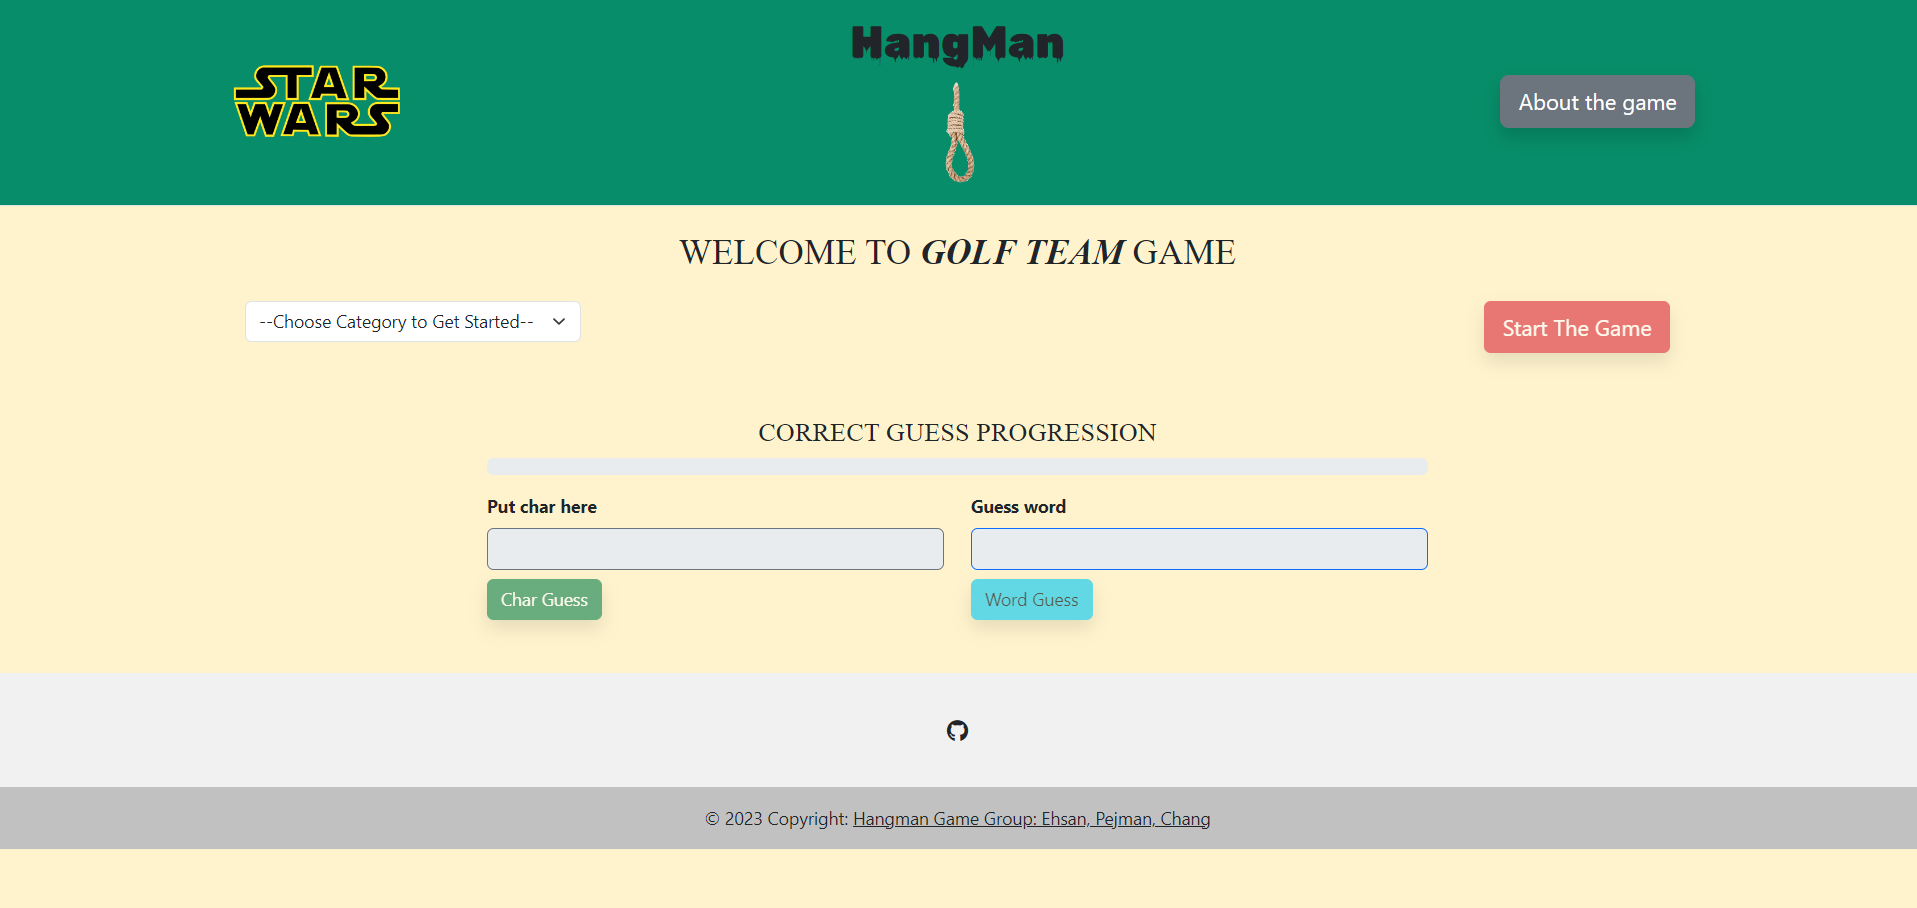 STAR
WARS
HangMan
About the game
WELCOME TO GOLF TEAM GAME
--Choose Category to Get Started--
Start The Game
CORRECT GUESS PROGRESSION
Put char here
Guess word
Char Guess
Word Guess
© 2023 Copyright: Hangman Game Group: Ehsan, Pejman, Chang